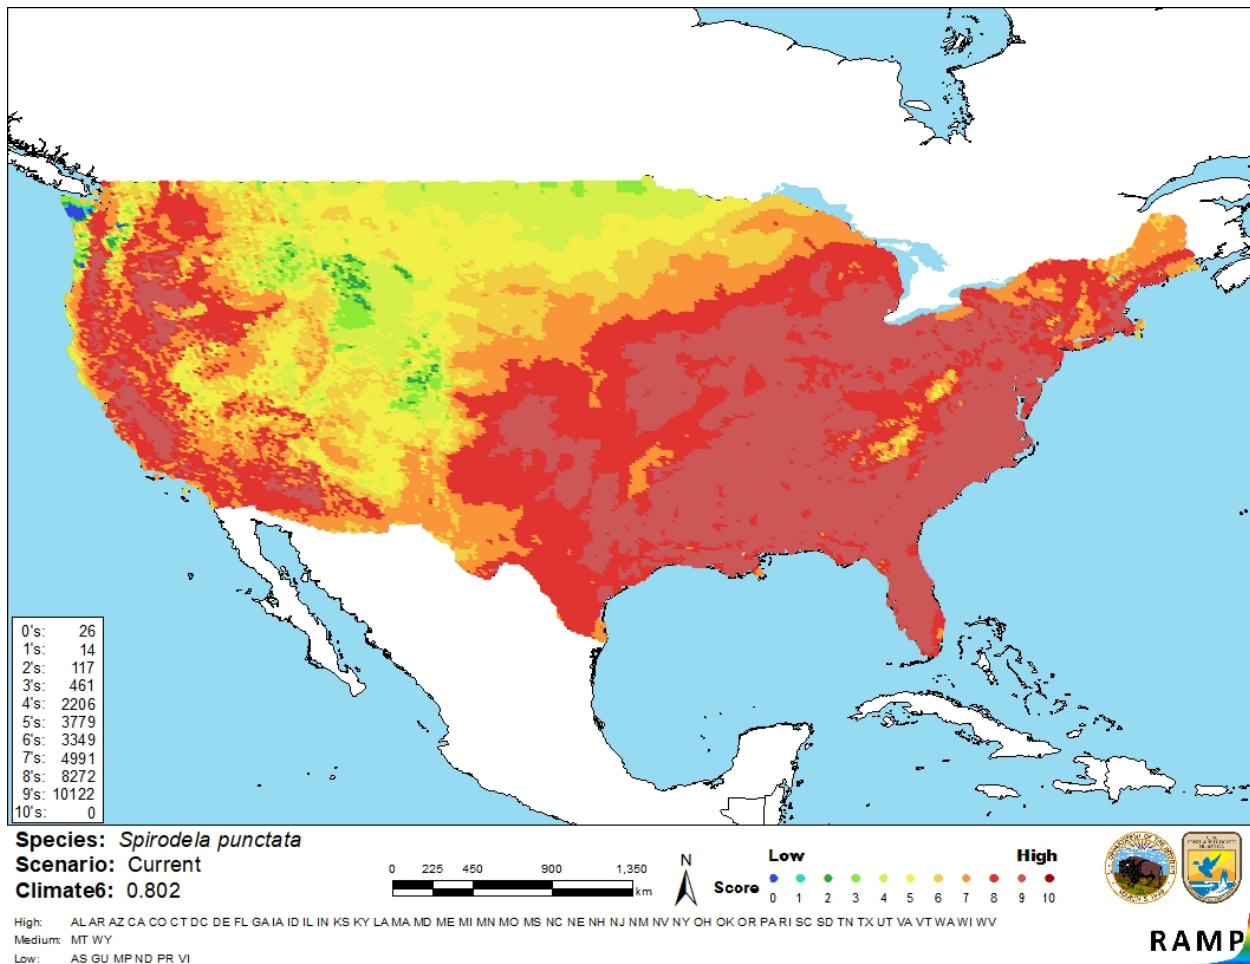 0's: 26
1's: 14
2's: 117
3's: 461
4's: 2206
5's: 3779
6's: 3349
7's: 4991
8's: 8272
9's: 10122
10's: 0
Species: Spirodela punctata
Scenario: Current
Climate6: 0.802
0 225 450 900 1,350
km
N
Low High
Score 0 1 2 3 4 5 6 7 8 9 10
High: AL AR AZ CA CO CT DC DE FL GA IA ID IL IN KS KY LA MA MD ME MI MN MO MS NC NE NH NJ NM NV NY OH OK OR PA RI SC SD TN TX UT VA VT WA WI WV
Medium: MT WY
Low: AS GU MP ND PR VI
RAMP